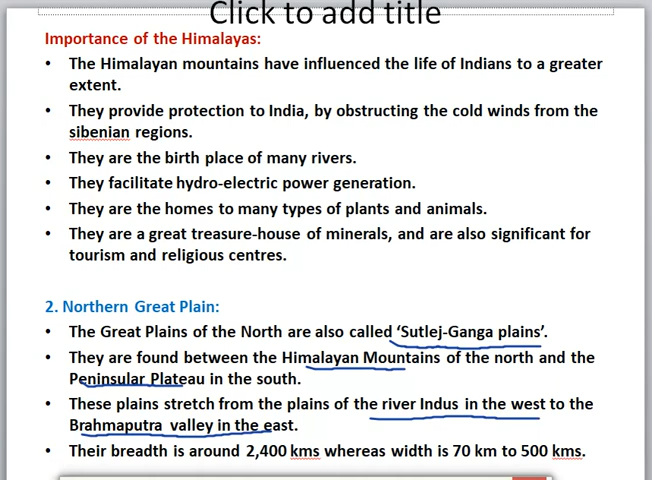 Click to add title
Importance of the Himalayas:
• The Himalayan mountains have influenced the life of Indians to a greater
extent.
• They provide protection to India, by obstructing the cold winds from the
sibenian regions.
• They are the birth place of many rivers.
• They facilitate hydro-electric power generation.
• They are the homes to many types of plants and animals.
• They are a great treasure-house of minerals, and are also significant for
tourism and religious centres.
2. Northern Great Plain:
• The Great Plains of the North are also called ‘Sutlej-Ganga plains’.
• They are found between the Himalayan Mountains of the north and the
Peninsular Plateau in the south.
• These plains stretch from the plains of the river Indus in the west to the
Brahmaputra valley in the east.
• Their breadth is around 2,400 kms whereas width is 70 km to 500 kms.